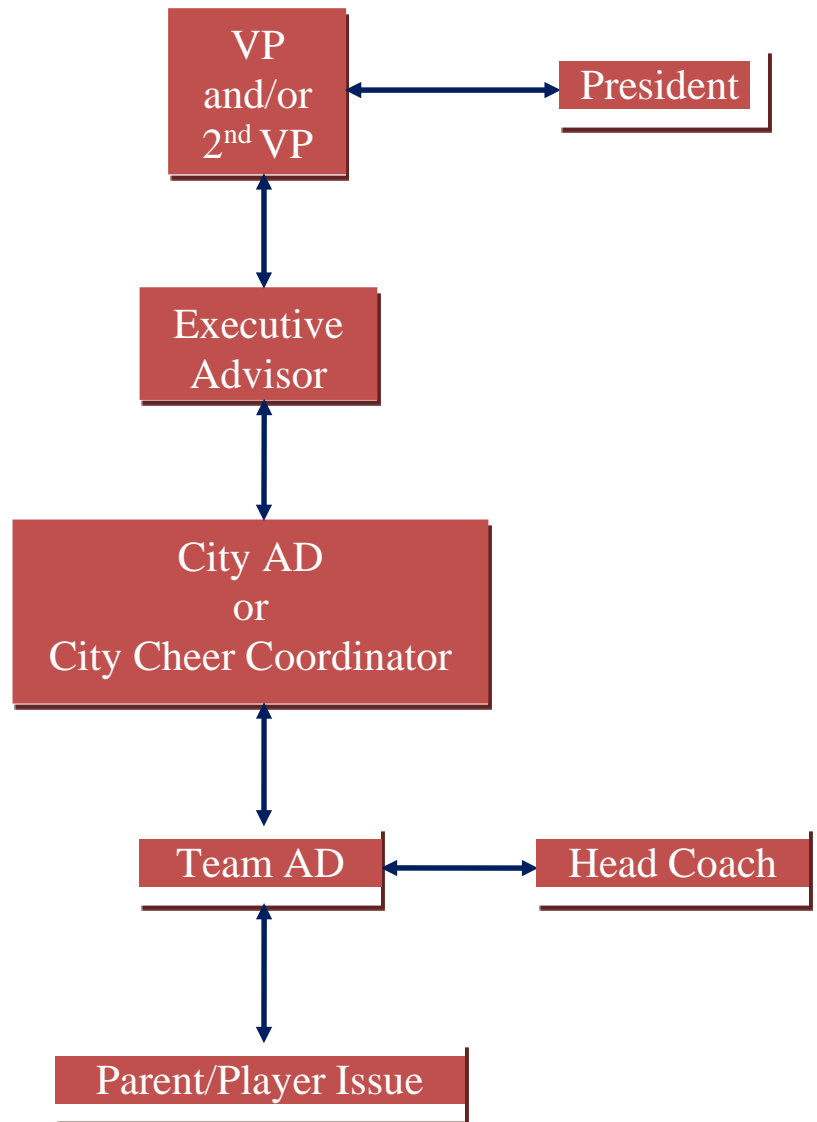 VP
and/or
2nd VP
President
Executive
Advisor
City AD
or
City Cheer Coordinator
Team AD
Head Coach
Parent/Player Issue